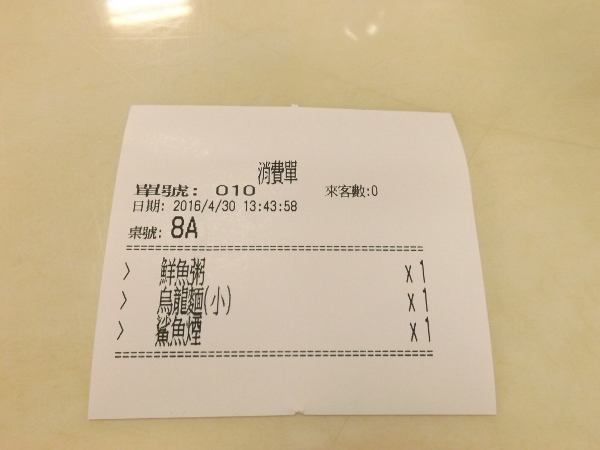 消費單
單號: 010 來客數:0
日期: 2016/4/30 13:43:58
桌號: 8A
> 鮮魚粥 x 1
> 烏龍麵(小) x 1
> 鯊魚煙 x 1